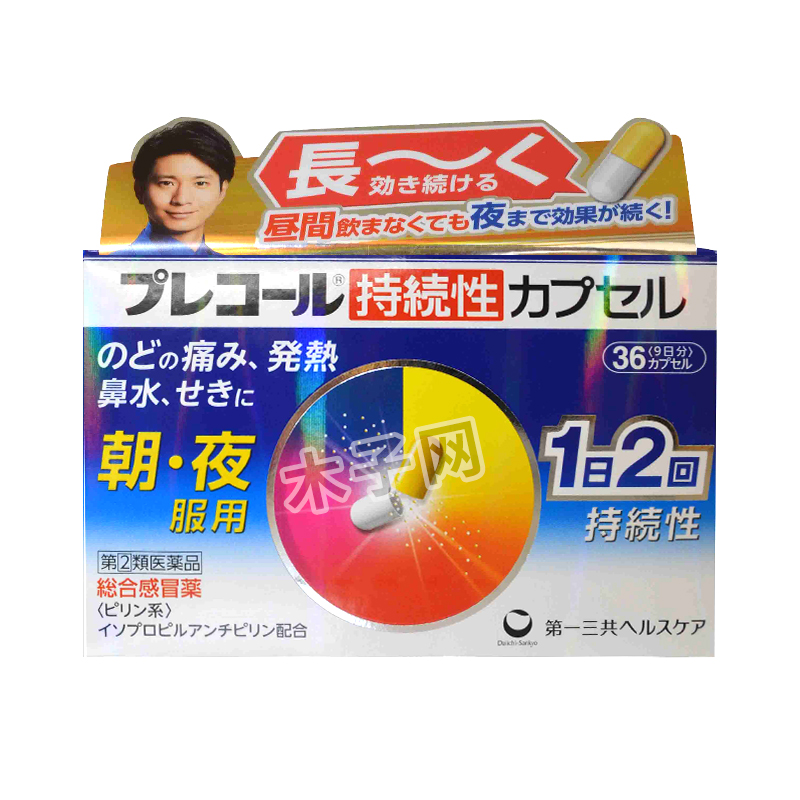 長～く
効き続ける
昼間飲まなくても夜まで効果が続く!
プレコール® 持続性 カプセル
のどの痛み、発熱
鼻水、せきに
36〈9日分〉カプセル
朝・夜
服用
木子网
1日2回
持続性
第②類医薬品
総合感冒薬
〈ピリン系〉
イソプロピルアンチピリン配合
Daiichi-Sankyo
第一三共ヘルスケア